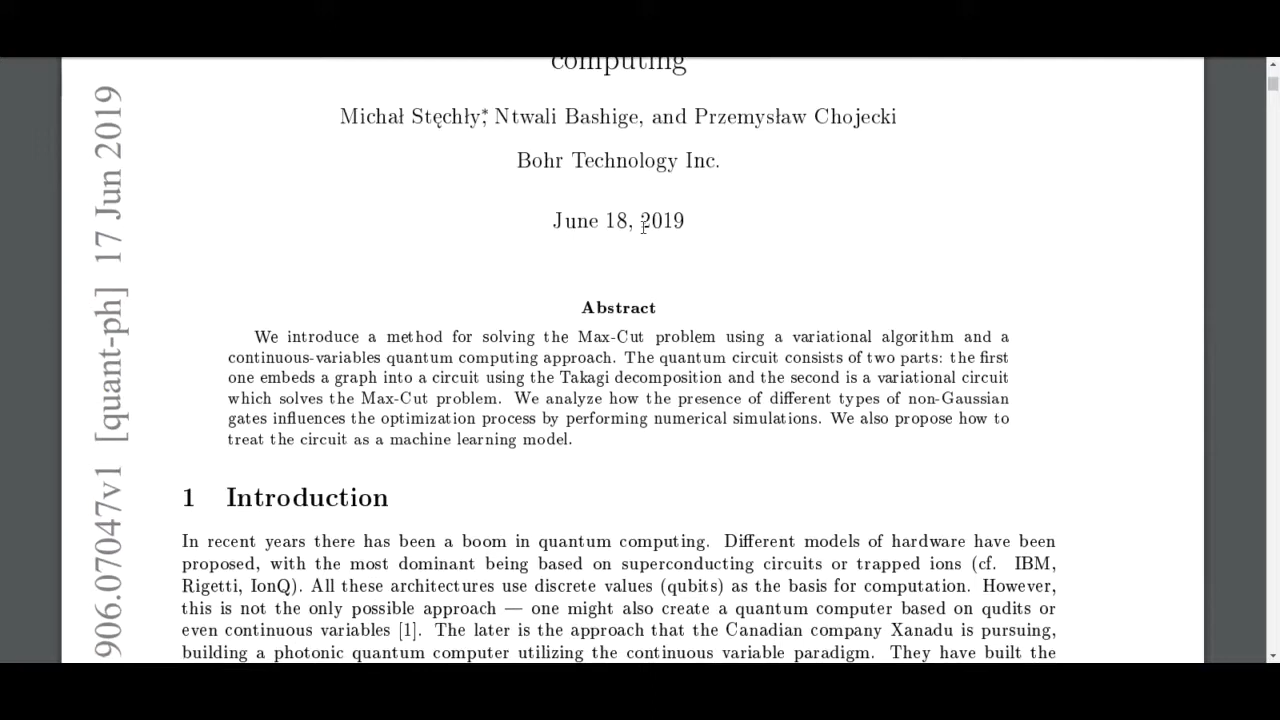 computing
Michał Stęchły*, Ntwali Bashige, and Przemysław Chojecki
Bohr Technology Inc.
June 18, 2019
Abstract
We introduce a method for solving the Max-Cut problem using a variational algorithm and a
continuous-variables quantum computing approach. The quantum circuit consists of two parts: the first
one embeds a graph into a circuit using the Takagi decomposition and the second is a variational circuit
which solves the Max-Cut problem. We analyze how the presence of different types of non-Gaussian
gates influences the optimization process by performing numerical simulations. We also propose how to
treat the circuit as a machine learning model.
1 Introduction
In recent years there has been a boom in quantum computing. Different models of hardware have been
proposed, with the most dominant being based on superconducting circuits or trapped ions (cf. IBM,
Rigetti, IonQ). All these architectures use discrete values (qubits) as the basis for computation. However,
this is not the only possible approach — one might also create a quantum computer based on qudits or
even continuous variables [1]. The later is the approach that the Canadian company Xanadu is pursuing,
building a photonic quantum computer utilizing the continuous variable paradigm. They have built the
906.07047v1 [quant-ph] 17 Jun 2019